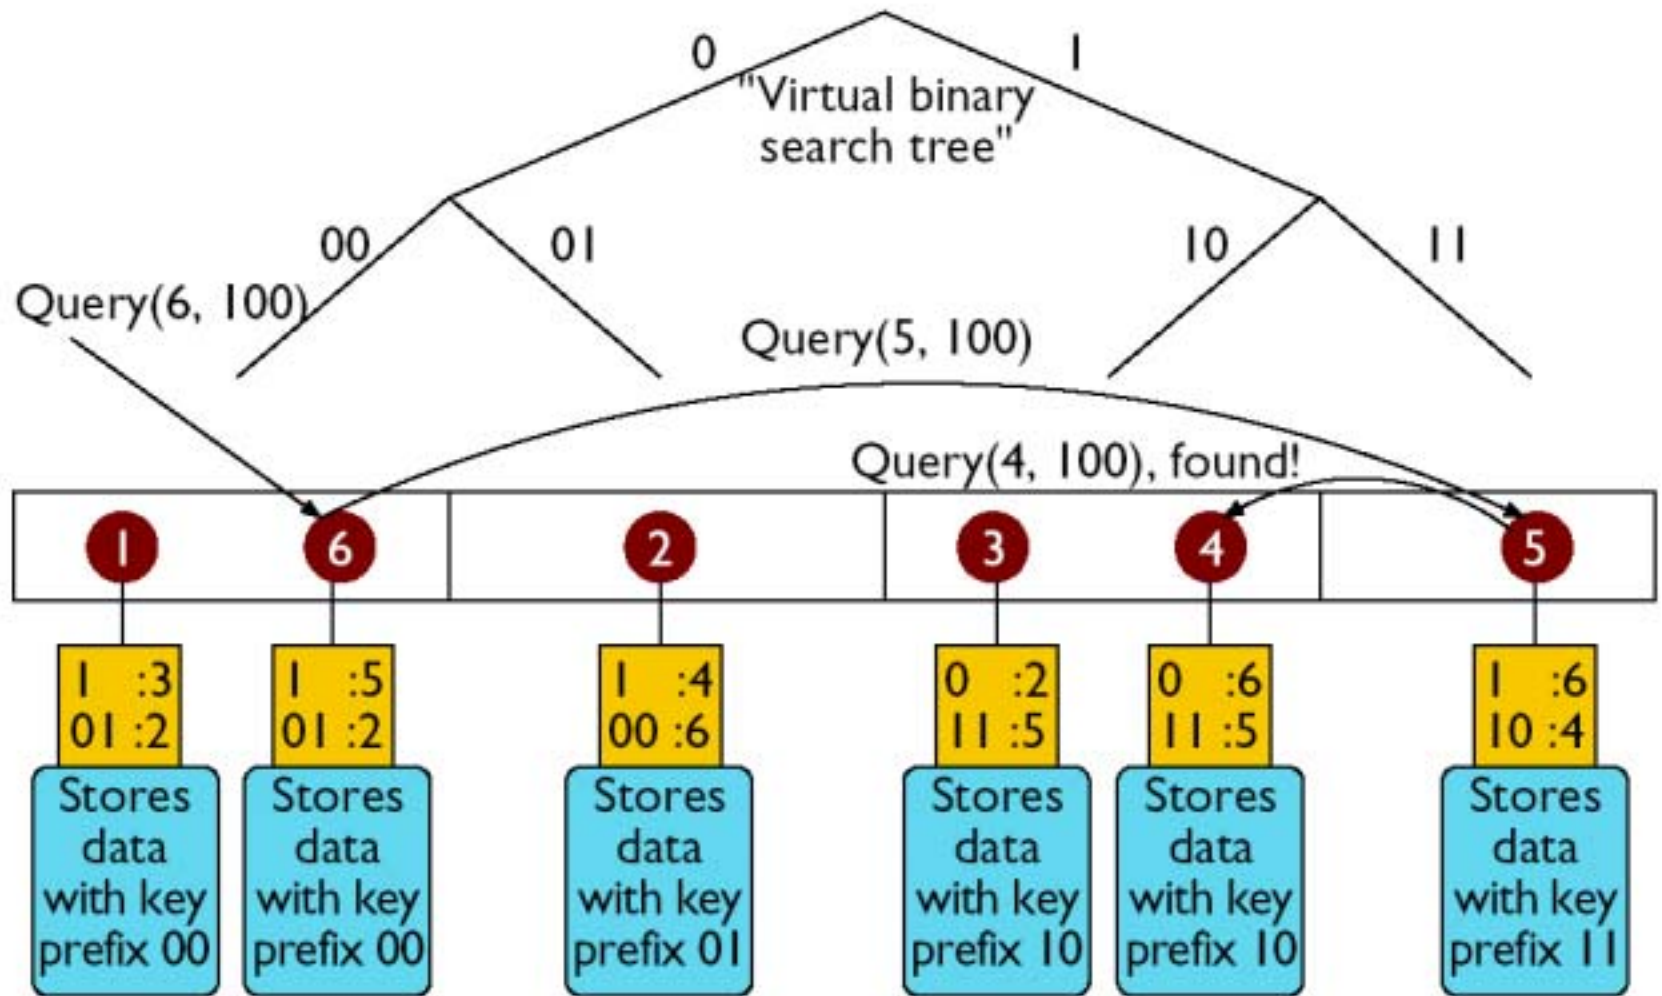 0
1
"Virtual binary
search tree"
00
01
10
11
Query(6, 100)
Query(5, 100)
Query(4, 100), found!
1
6
2
3
4
5
1 :3
01 :2
1 :5
01 :2
1 :4
00 :6
0 :2
11 :5
0 :6
11 :5
1 :6
10 :4
Stores
data
with key
prefix 00
Stores
data
with key
prefix 00
Stores
data
with key
prefix 01
Stores
data
with key
prefix 10
Stores
data
with key
prefix 10
Stores
data
with key
prefix 11